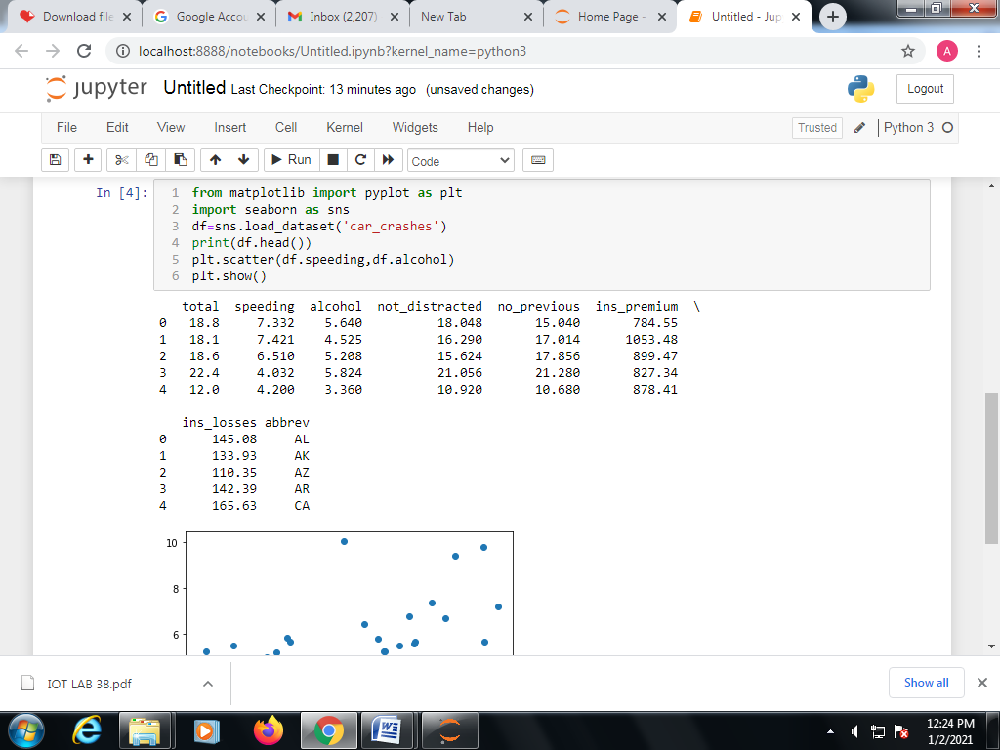 Download file
Google Accou
Inbox (2,207)
New Tab
Home Page -
Untitled - Jup
localhost:8888/notebooks/Untitled.ipynb?kernel_name=python3
A
jupyter Untitled Last Checkpoint: 13 minutes ago (unsaved changes)
Logout
File Edit View Insert Cell Kernel Widgets Help
Trusted Python 3
Run Code
In [4]:
1 from matplotlib import pyplot as plt
2 import seaborn as sns
3 df=sns.load_dataset('car_crashes')
4 print(df.head())
5 plt.scatter(df.speeding,df.alcohol)
6 plt.show()
total speeding alcohol not_distracted no_previous ins_premium \
0 18.8 7.332 5.640 18.048 15.040 784.55
1 18.1 7.421 4.525 16.290 17.014 1053.48
2 18.6 6.510 5.208 15.624 17.856 899.47
3 22.4 4.032 5.824 21.056 21.280 827.34
4 12.0 4.200 3.360 10.920 10.680 878.41
ins_losses abbrev
0 145.08 AL
1 133.93 AK
2 110.35 AZ
3 142.39 AR
4 165.63 CA
10
8
6
IOT LAB 38.pdf
Show all
12:24 PM
1/2/2021